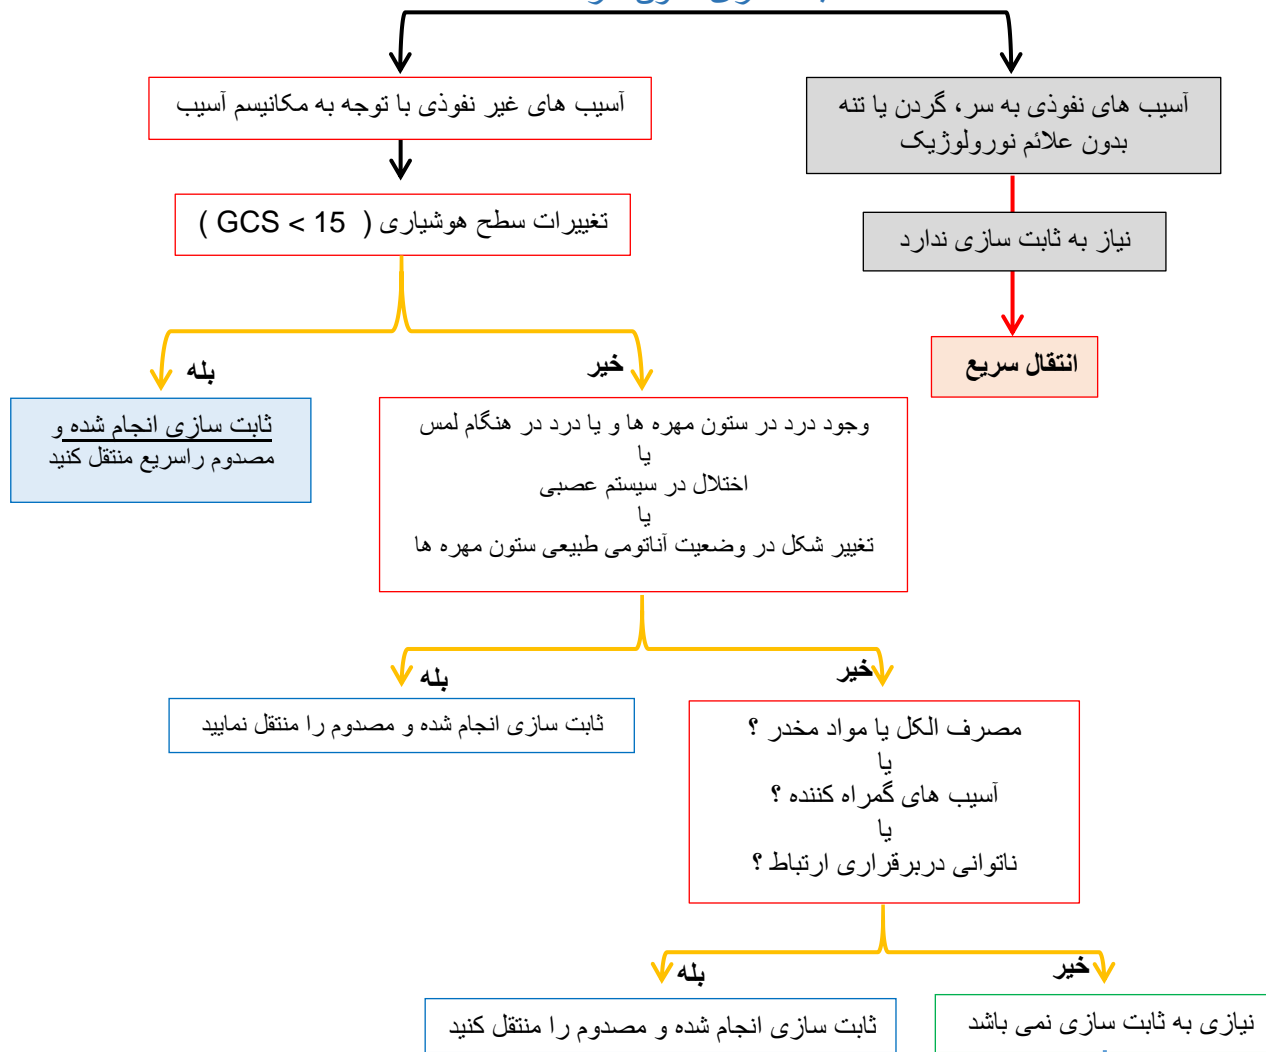 آسیب های نفوذی به سر، گردن یا تنه
بدون علائم نورولوژیک
نیاز به ثابت سازی ندارد
انتقال سریع
آسیب های غیر نفوذی با توجه به مکانیسم آسیب
تغییرات سطح هوشیاری ( GCS < 15 )
خیر
بله
ثابت سازی انجام شده و
مصدوم راسریع منتقل کنید
وجود درد در ستون مهره ها و یا درد در هنگام لمس
یا
اختلال در سیستم عصبی
یا
تغییر شکل در وضعیت آناتومی طبیعی ستون مهره ها
خیر
بله
ثابت سازی انجام شده و مصدوم را منتقل نمایید
مصرف الکل یا مواد مخدر ؟
یا
آسیب های گمراه کننده ؟
یا
ناتوانی دربرقراری ارتباط ؟
خیر
بله
نیازی به ثابت سازی نمی باشد
ثابت سازی انجام شده و مصدوم را منتقل کنید